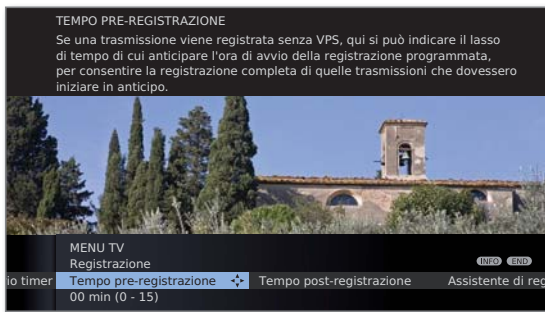 TEMPO PRE-REGISTRAZIONE
Se una trasmissione viene registrata senza VPS, qui si può indicare il lasso
di tempo di cui anticipare l'ora di avvio della registrazione programmata,
per consentire la registrazione completa di quelle trasmissioni che dovessero
iniziare in anticipo.
MENU TV
Registrazione
INFO END
io timer Tempo pre-registrazione Tempo post-registrazione Assistente di reg
00 min (0 - 15)